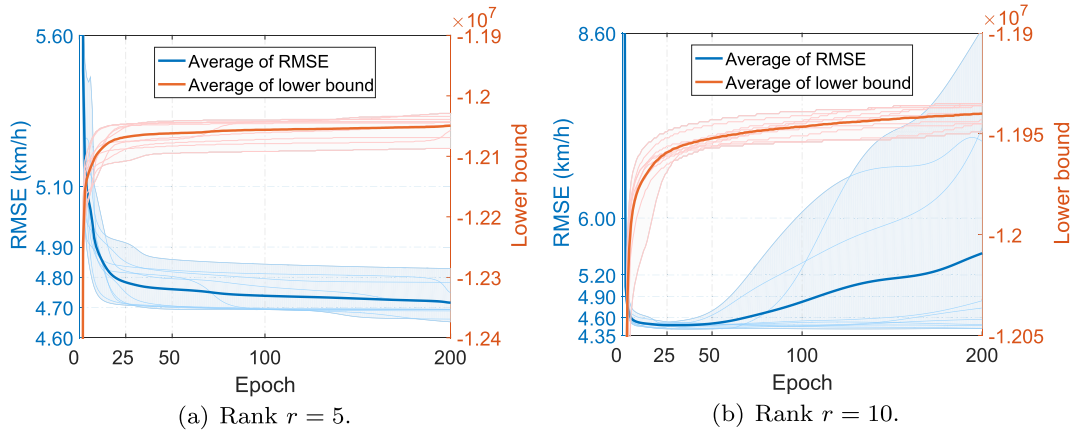 ×10⁷
5.60
5.10
4.90
4.80
4.70
4.60
RMSE (km/h)
Average of RMSE
Average of lower bound
-1.19
-1.2
-1.21
-1.22
-1.23
-1.24
Lower bound
0 25 50 100 200
Epoch
(a) Rank r = 5.
×10⁷
8.60
6.00
5.20
4.90
4.60
4.35
RMSE (km/h)
Average of RMSE
Average of lower bound
-1.19
-1.195
-1.2
-1.205
Lower bound
0 25 50 100 200
Epoch
(b) Rank r = 10.